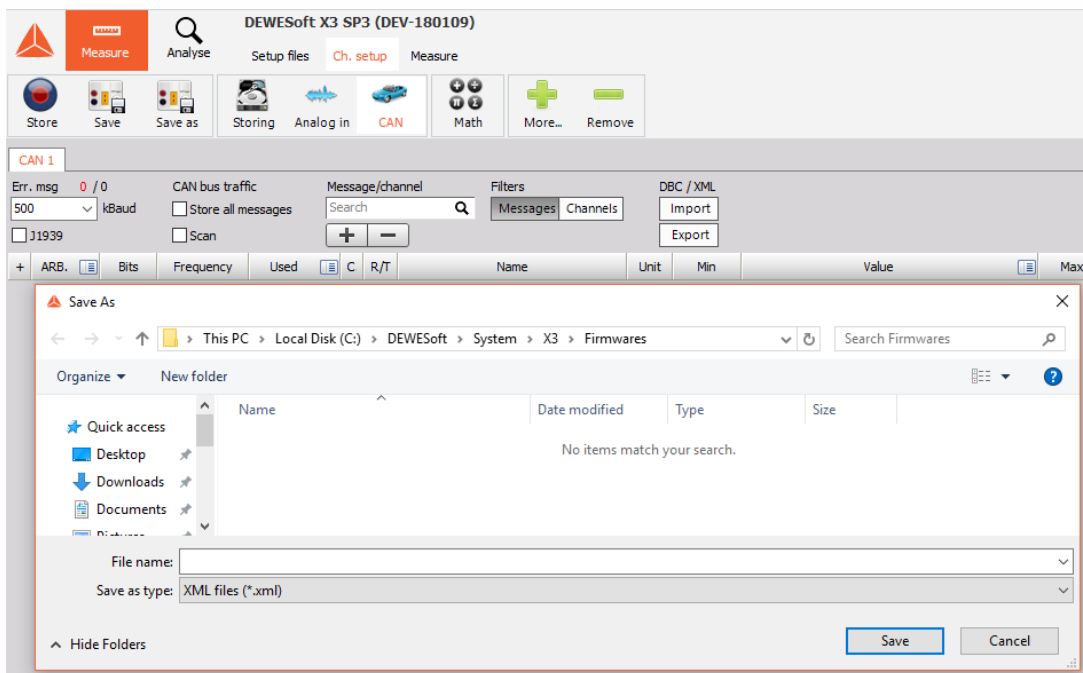 DEWESoft X3 SP3 (DEV-180109)
Measure Analyse Setup files Ch. setup Measure
Store Save Save as Storing Analog in CAN Math More... Remove
CAN 1
Err. msg 0 / 0 CAN bus traffic Message/channel Filters DBC / XML
500 kBaud Store all messages Search Messages Channels Import
J1939 Scan + − Export
+ ARB. Bits Frequency Used C R/T Name Unit Min Value Max
Save As
This PC > Local Disk (C:) > DEWESoft > System > X3 > Firmwares Search Firmwares
Organize New folder
Name Date modified Type Size
Quick access
No items match your search.
Desktop
Downloads
Documents
File name:
Save as type: XML files (*.xml)
Hide Folders Save Cancel